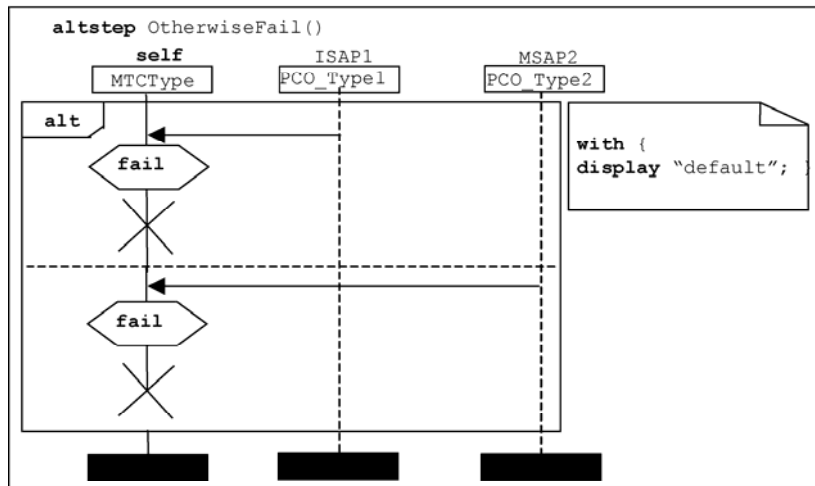 altstep OtherwiseFail()
self ISAP1 MSAP2
MTCType PCO_Type1 PCO_Type2
alt
with {
display “default”; }
fail
fail